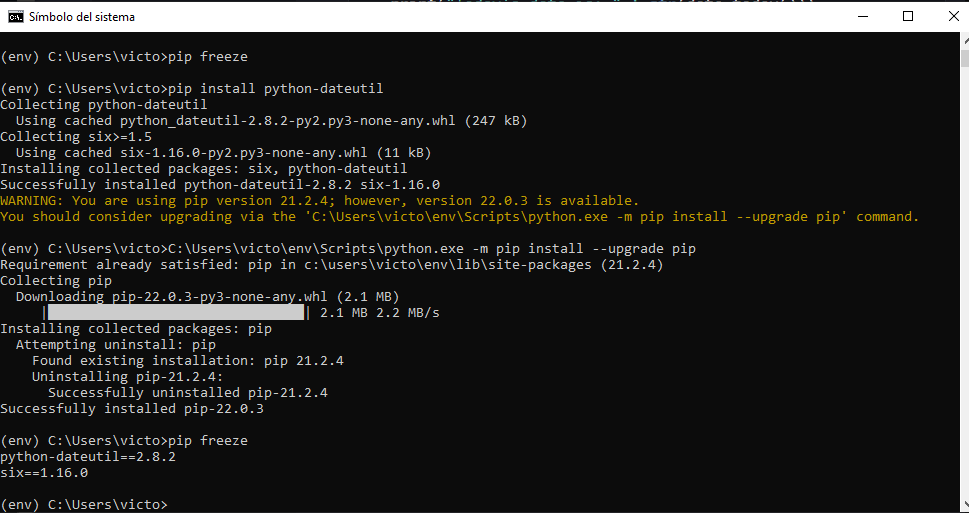 Símbolo del sistema
(env) C:\Users\victo>pip freeze
(env) C:\Users\victo>pip install python-dateutil
Collecting python-dateutil
  Using cached python_dateutil-2.8.2-py2.py3-none-any.whl (247 kB)
Collecting six>=1.5
  Using cached six-1.16.0-py2.py3-none-any.whl (11 kB)
Installing collected packages: six, python-dateutil
Successfully installed python-dateutil-2.8.2 six-1.16.0
WARNING: You are using pip version 21.2.4; however, version 22.0.3 is available.
You should consider upgrading via the 'C:\Users\victo\env\Scripts\python.exe -m pip install --upgrade pip' command.
(env) C:\Users\victo>C:\Users\victo\env\Scripts\python.exe -m pip install --upgrade pip
Requirement already satisfied: pip in c:\users\victo\env\lib\site-packages (21.2.4)
Collecting pip
  Downloading pip-22.0.3-py3-none-any.whl (2.1 MB)
     |████████████████████████████████| 2.1 MB 2.2 MB/s
Installing collected packages: pip
  Attempting uninstall: pip
    Found existing installation: pip 21.2.4
    Uninstalling pip-21.2.4:
      Successfully uninstalled pip-21.2.4
Successfully installed pip-22.0.3
(env) C:\Users\victo>pip freeze
python-dateutil==2.8.2
six==1.16.0
(env) C:\Users\victo>